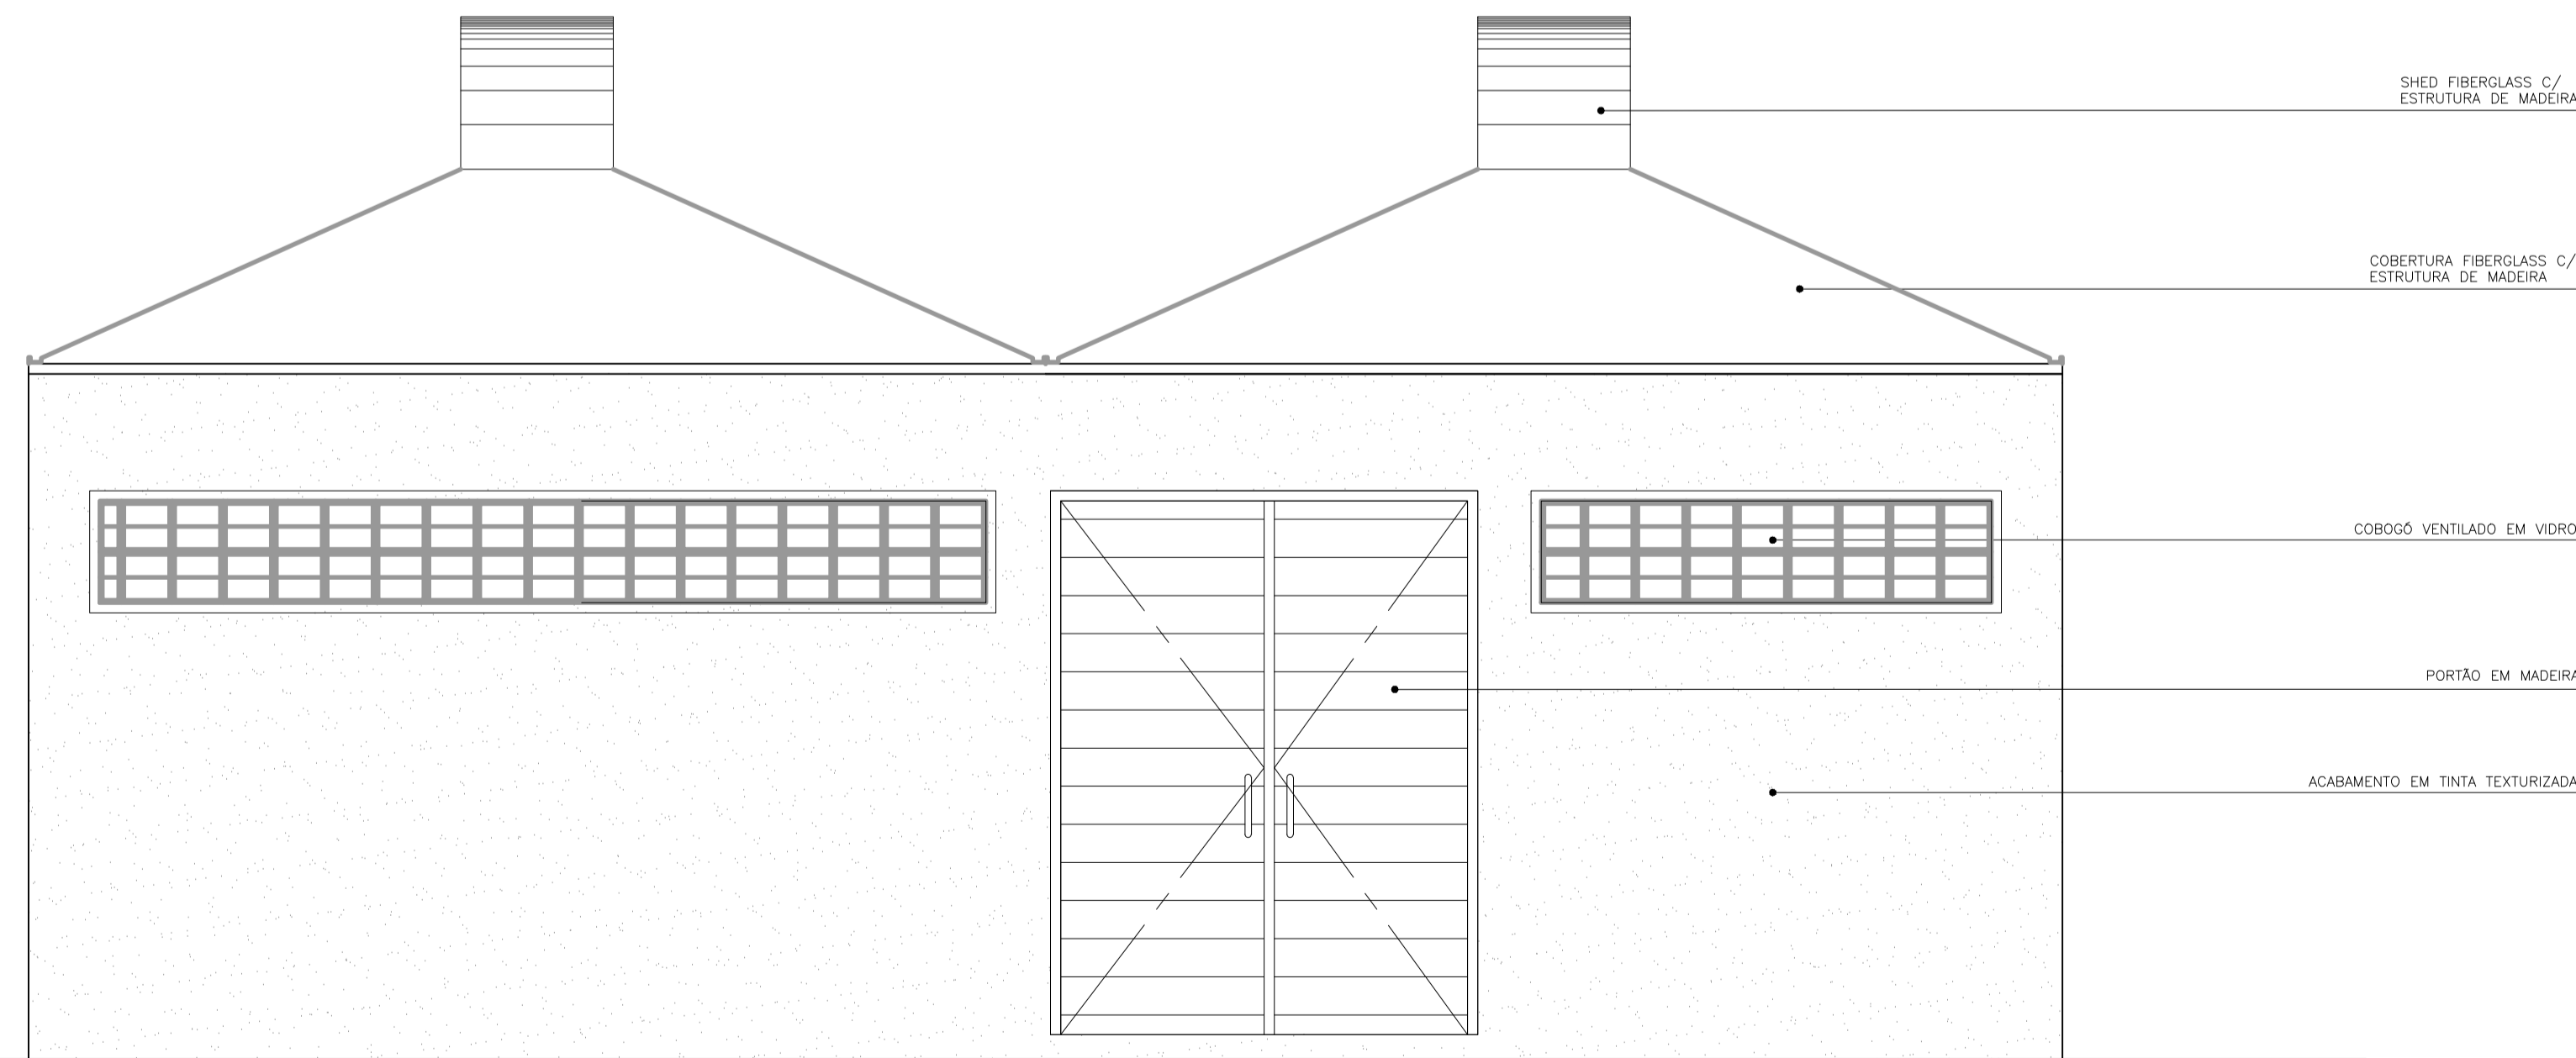 SHED FIBERGLASS C/
ESTRUTURA DE MADEIRA
COBERTURA FIBERGLASS C/
ESTRUTURA DE MADEIRA
COBOGÓ VENTILADO EM VIDRO
PORTÃO EM MADEIRA
ACABAMENTO EM TINTA TEXTURIZADA